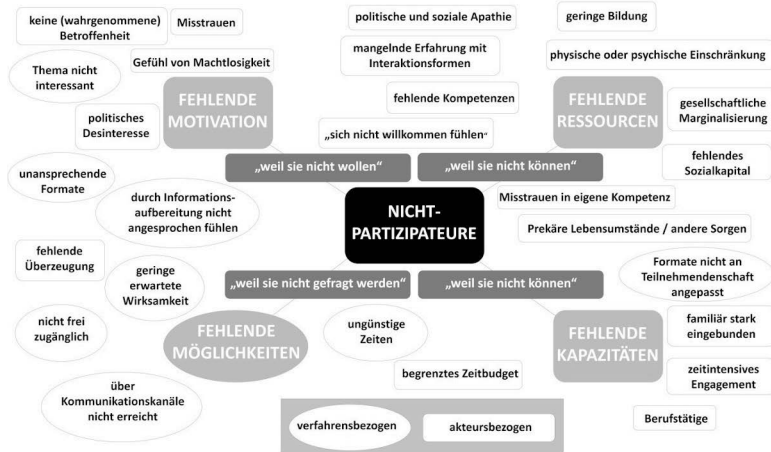 keine (wahrgenommene)
Betroffenheit
Misstrauen
politische und soziale Apathie
geringe Bildung
Thema nicht
interessant
Gefühl von Machtlosigkeit
mangelnde Erfahrung mit
Interaktionsformen
physische oder psychische Einschränkung
FEHLENDE
MOTIVATION
fehlende Kompetenzen
FEHLENDE
RESSOURCEN
gesellschaftliche
Marginalisierung
politisches
Desinteresse
„sich nicht willkommen fühlen“
unansprechende
Formate
„weil sie nicht wollen“
„weil sie nicht können“
fehlendes
Sozialkapital
durch Informations-
aufbereitung nicht
angesprochen fühlen
NICHT-
PARTIZIPATEURE
Misstrauen in eigene Kompetenz
Prekäre Lebensumstände / andere Sorgen
fehlende
Überzeugung
geringe
erwartete
Wirksamkeit
„weil sie nicht gefragt werden“
„weil sie nicht können“
Formate nicht an
Teilnehmendenschaft
angepasst
nicht frei
zugänglich
FEHLENDE
MÖGLICHKEITEN
ungünstige
Zeiten
FEHLENDE
KAPAZITÄTEN
familiär stark
eingebunden
begrenztes Zeitbudget
zeitintensives
Engagement
über
Kommunikationskanäle
nicht erreicht
verfahrensbezogen
akteursbezogen
Berufstätige